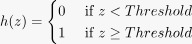 h(z) = { 0 if z < Threshold
1 if z ≥ Threshold